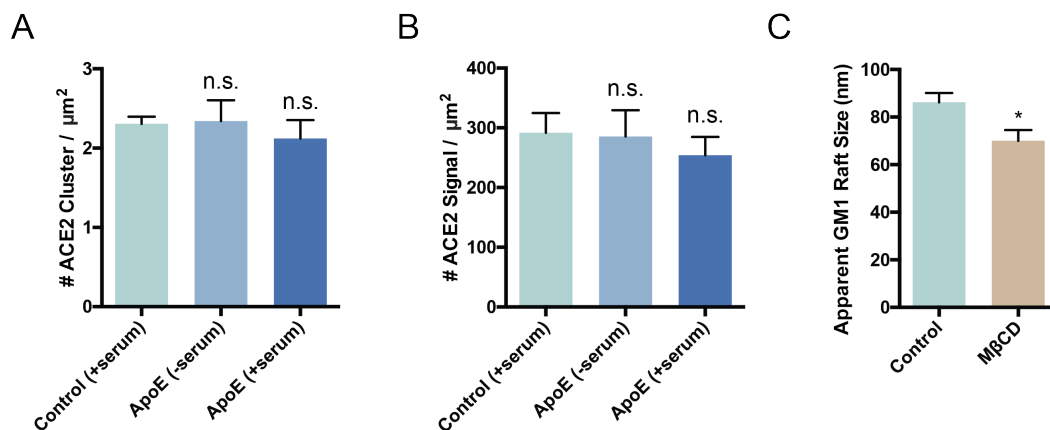 A
# ACE2 Cluster / µm²
3
2
1
0
n.s.
n.s.
Control (+serum)
ApoE (-serum)
ApoE (+serum)
B
# ACE2 Signal / µm²
400
300
200
100
0
n.s.
n.s.
Control (+serum)
ApoE (-serum)
ApoE (+serum)
C
Apparent GM1 Raft Size (nm)
100
80
60
40
20
0
*
Control
MβCD